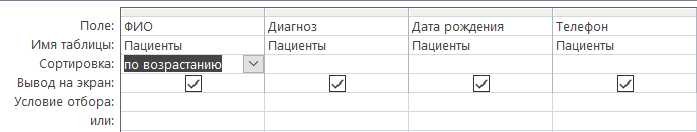 Поле: ФИО Диагноз Дата рождения Телефон
Имя таблицы: Пациенты Пациенты Пациенты Пациенты
Сортировка: по возрастанию
Вывод на экран:
Условие отбора:
или: